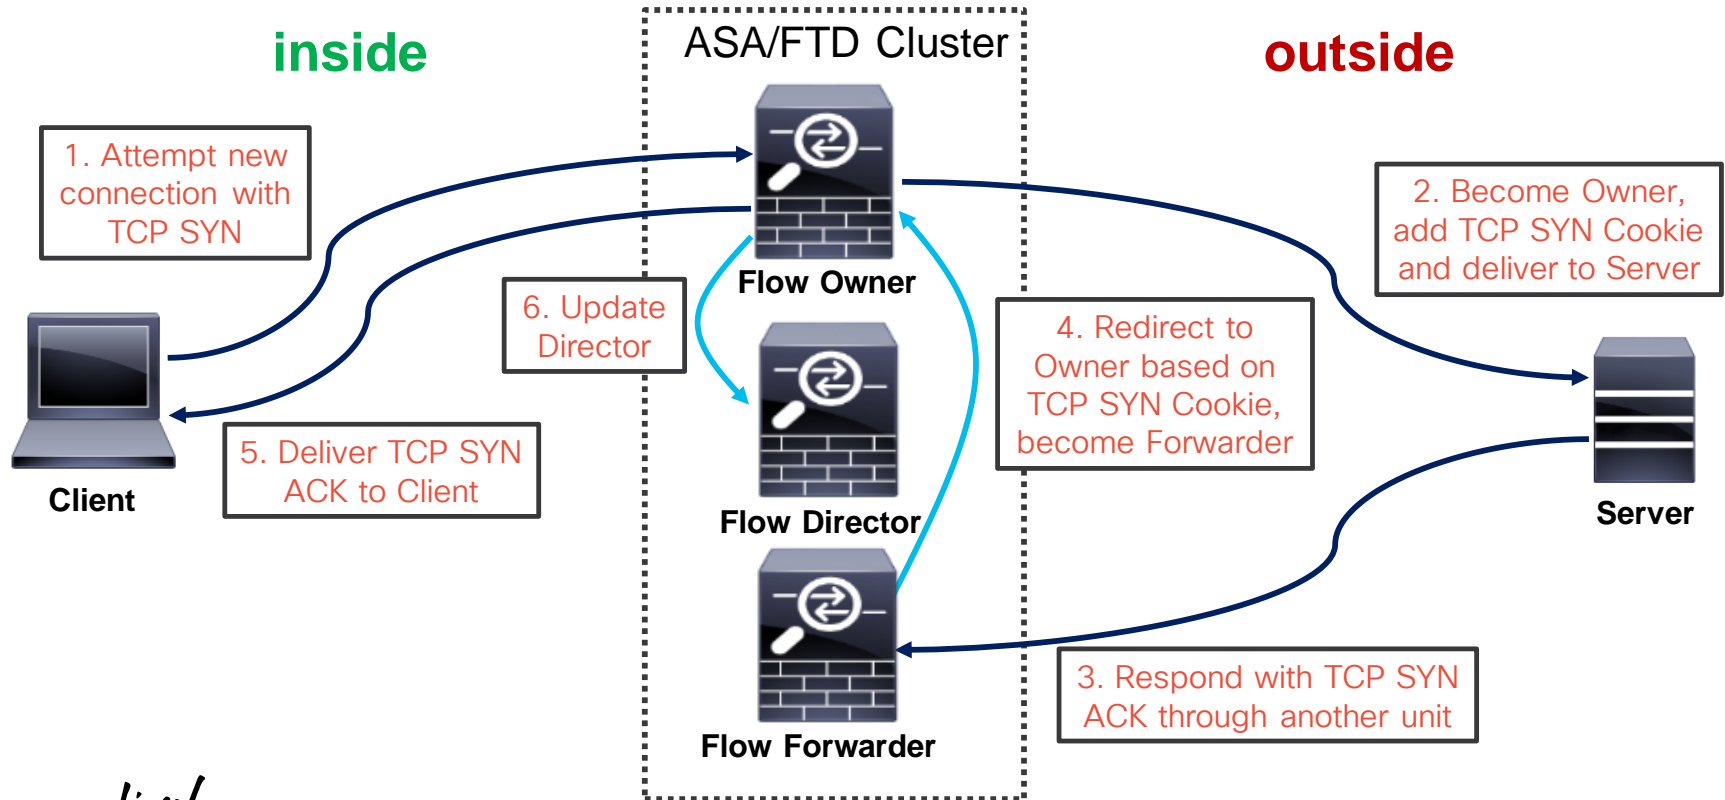 inside
ASA/FTD Cluster
outside
1. Attempt new
connection with
TCP SYN
2. Become Owner,
add TCP SYN Cookie
and deliver to Server
Flow Owner
6. Update
Director
4. Redirect to
Owner based on
TCP SYN Cookie,
become Forwarder
5. Deliver TCP SYN
ACK to Client
Client
Flow Director
Server
3. Respond with TCP SYN
ACK through another unit
Flow Forwarder